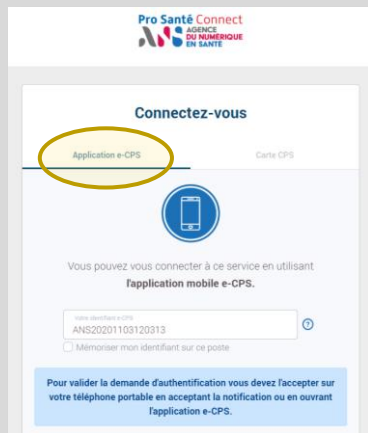 Pro Santé Connect
ANS AGENCE
DU NUMÉRIQUE
EN SANTÉ
Connectez-vous
Application e-CPS
Carte CPS
Vous pouvez vous connecter à ce service en utilisant
l'application mobile e-CPS.
Votre identifiant e-CPS
ANS20201103120313
?
Mémoriser mon identifiant sur ce poste
Pour valider la demande d'authentification vous devez l'accepter sur
votre téléphone portable en acceptant la notification ou en ouvrant
l'application e-CPS.